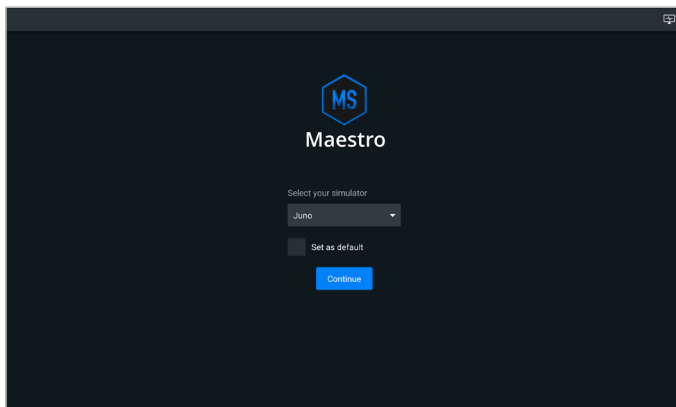 MS
Maestro
Select your simulator
Juno
Set as default
Continue